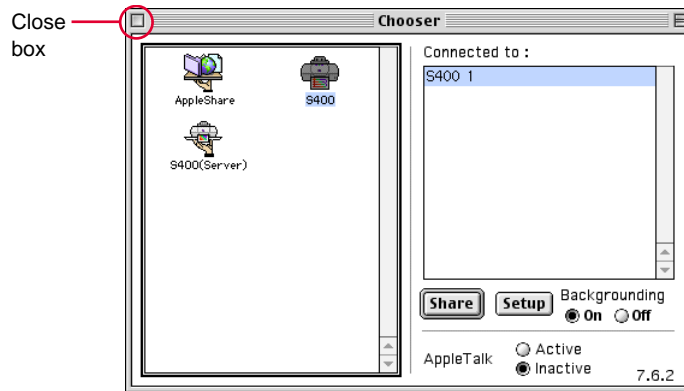 Close
box
Chooser
AppleShare
S400
S400(Server)
Connected to :
S400 1
Share
Setup
Backgrounding
On
Off
AppleTalk
Active
Inactive
7.6.2